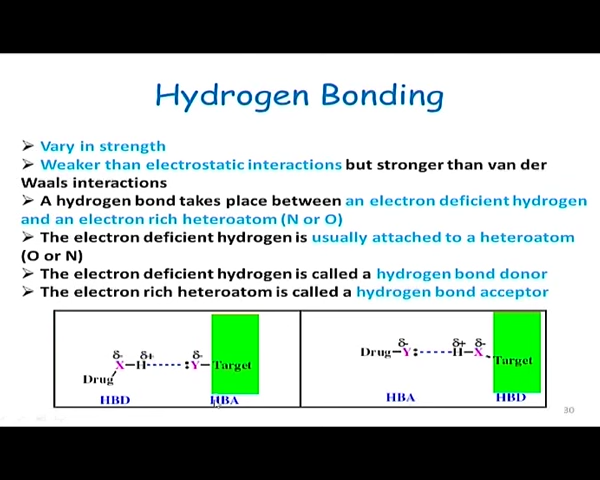 Hydrogen Bonding
➢ Vary in strength
➢ Weaker than electrostatic interactions but stronger than van der
Waals interactions
➢ A hydrogen bond takes place between an electron deficient hydrogen
and an electron rich heteroatom (N or O)
➢ The electron deficient hydrogen is usually attached to a heteroatom
(O or N)
➢ The electron deficient hydrogen is called a hydrogen bond donor
➢ The electron rich heteroatom is called a hydrogen bond acceptor
δ- δ+ δ-
X—H------:Y—Target
Drug
HBD HBA
δ- δ+ δ-
Drug—Y:-----H—X
Target
HBA HBD
30